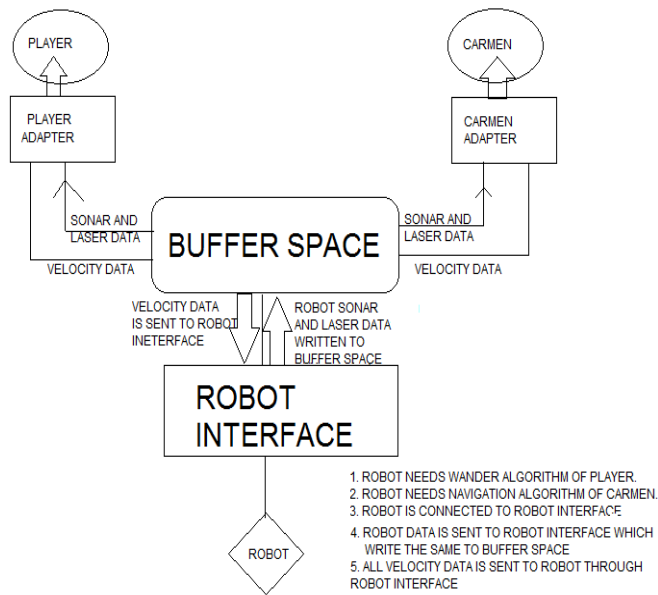 PLAYER
CARMEN
PLAYER
ADAPTER
CARMEN
ADAPTER
SONAR AND
LASER DATA
VELOCITY DATA
SONAR AND
LASER DATA
VELOCITY DATA
BUFFER SPACE
VELOCITY DATA
IS SENT TO ROBOT
INETERFACE
ROBOT SONAR
AND LASER DATA
WRITTEN TO
BUFFER SPACE
ROBOT
INTERFACE
ROBOT
1. ROBOT NEEDS WANDER ALGORITHM OF PLAYER.
2. ROBOT NEEDS NAVIGATION ALGORITHM OF CARMEN.
3. ROBOT IS CONNECTED TO ROBOT INTERFACE
4. ROBOT DATA IS SENT TO ROBOT INTERFACE WHICH
WRITE THE SAME TO BUFFER SPACE
5. ALL VELOCITY DATA IS SENT TO ROBOT THROUGH
ROBOT INTERFACE